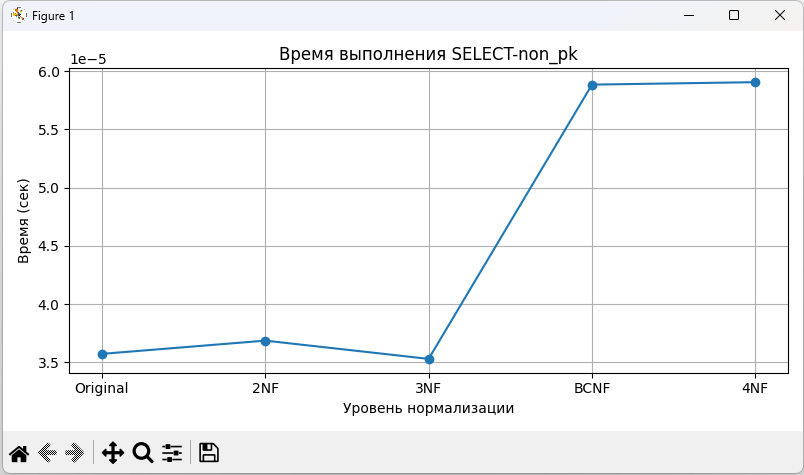 Figure 1
Время выполнения SELECT-non_pk
1e−5
6.0
5.5
5.0
4.5
4.0
3.5
Время (сек)
Original 2NF 3NF BCNF 4NF
Уровень нормализации